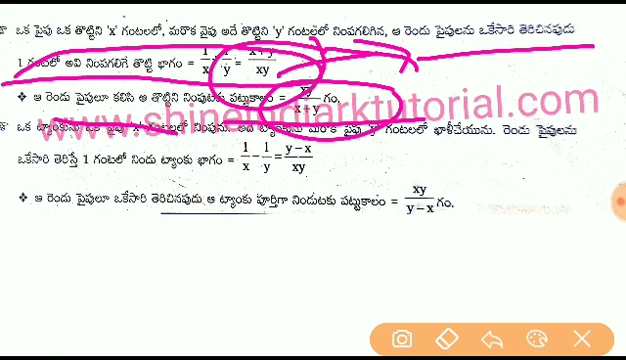 ఒక పైపు ఒక తొట్టిని 'x' గంటలలో, మరొక పైపు అదే తొట్టిని 'y' గంటలలో నింపగలిగిన, ఆ రెండు పైపులను ఒకేసారి తెరిచినపుడు
1 గంటలో అవి నింపగలిగే తొట్టి భాగం = 1/x 1/y = x+y/xy
❖ ఆ రెండు పైపులూ కలిసి ఆ తొట్టిని నింపుటకు పట్టుకాలం = xy/x+y గం.
www.shineindiarktutorial.com
ఒక ట్యాంకును ఒక పైపు 'x' గంటలలో నింపును. అదే ట్యాంకును మరొక పైపు 'y' గంటలలో ఖాళీచేయును. రెండు పైపులను
ఒకేసారి తెరిస్తే 1 గంటలో నిండు ట్యాంకు భాగం = 1/x − 1/y = y−x/xy
❖ ఆ రెండు పైపులూ ఒకేసారి తెరిచినపుడు ఆ ట్యాంకు పూర్తిగా నిండుటకు పట్టుకాలం = xy/y−x గం.